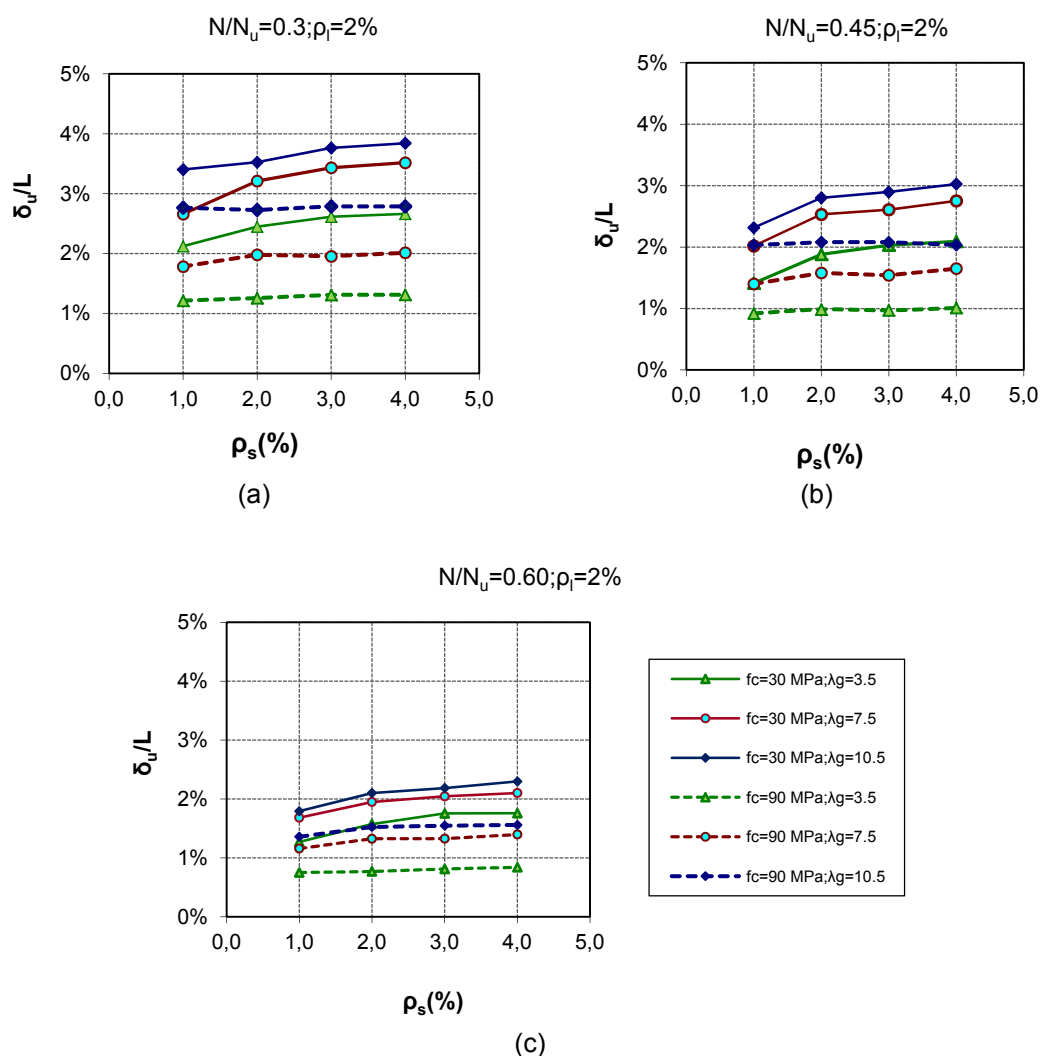 N/Nu=0.3;ρl=2%
5%
4%
3%
2%
1%
0%
δu/L
0,0 1,0 2,0 3,0 4,0 5,0
ρs(%)
(a)
N/Nu=0.45;ρl=2%
5%
4%
3%
2%
1%
0%
δu/L
0,0 1,0 2,0 3,0 4,0 5,0
ρs(%)
(b)
N/Nu=0.60;ρl=2%
5%
4%
3%
2%
1%
0%
δu/L
0,0 1,0 2,0 3,0 4,0 5,0
ρs(%)
fc=30 MPa;λg=3.5
fc=30 MPa;λg=7.5
fc=30 MPa;λg=10.5
fc=90 MPa;λg=3.5
fc=90 MPa;λg=7.5
fc=90 MPa;λg=10.5
(c)